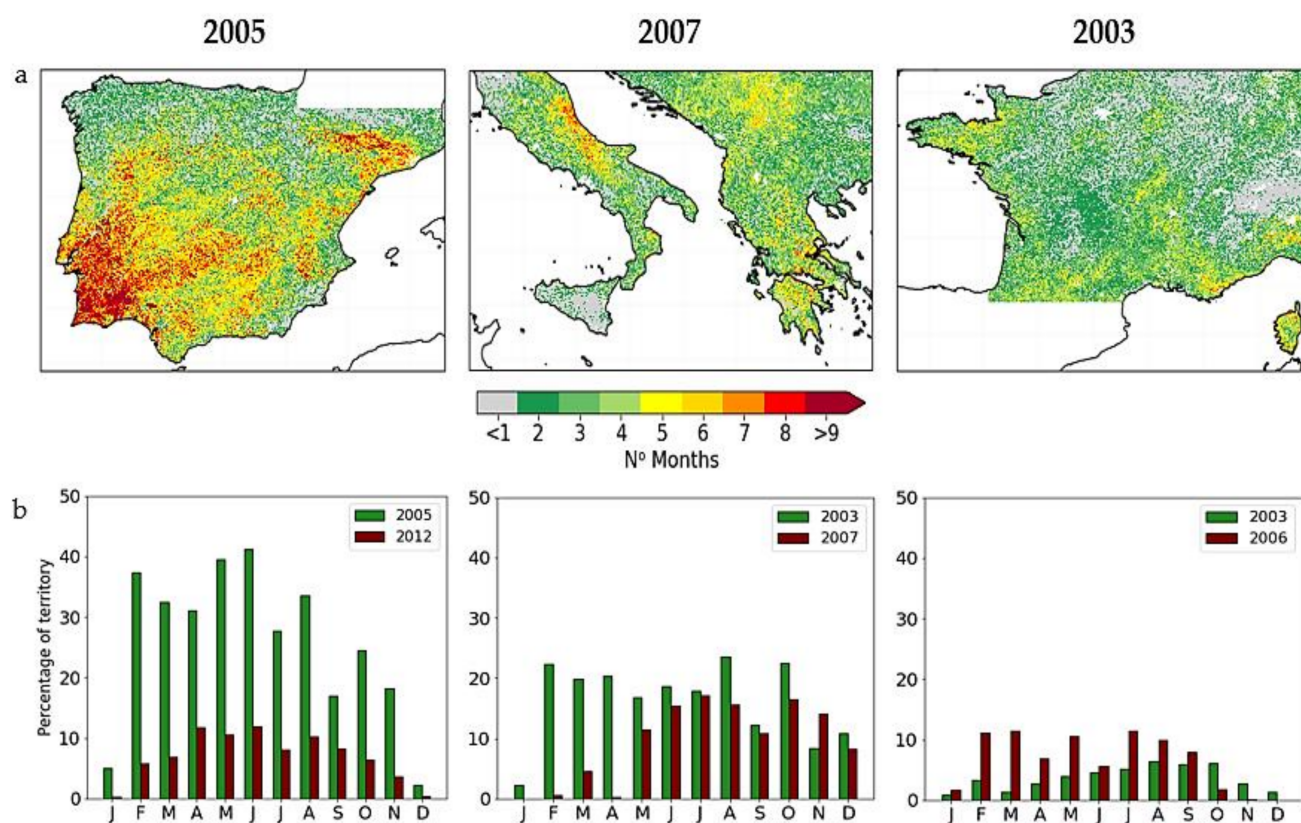 2005 2007 2003
a
<1 2 3 4 5 6 7 8 >9
Nº Months
b
50 50 50
2005 2003 2003
2012 2007 2006
40 40 40
30 30 30
20 20 20
10 10 10
0 0 0
Percentage of territory
J F M A M J J A S O N D J F M A M J J A S O N D J F M A M J J A S O N D